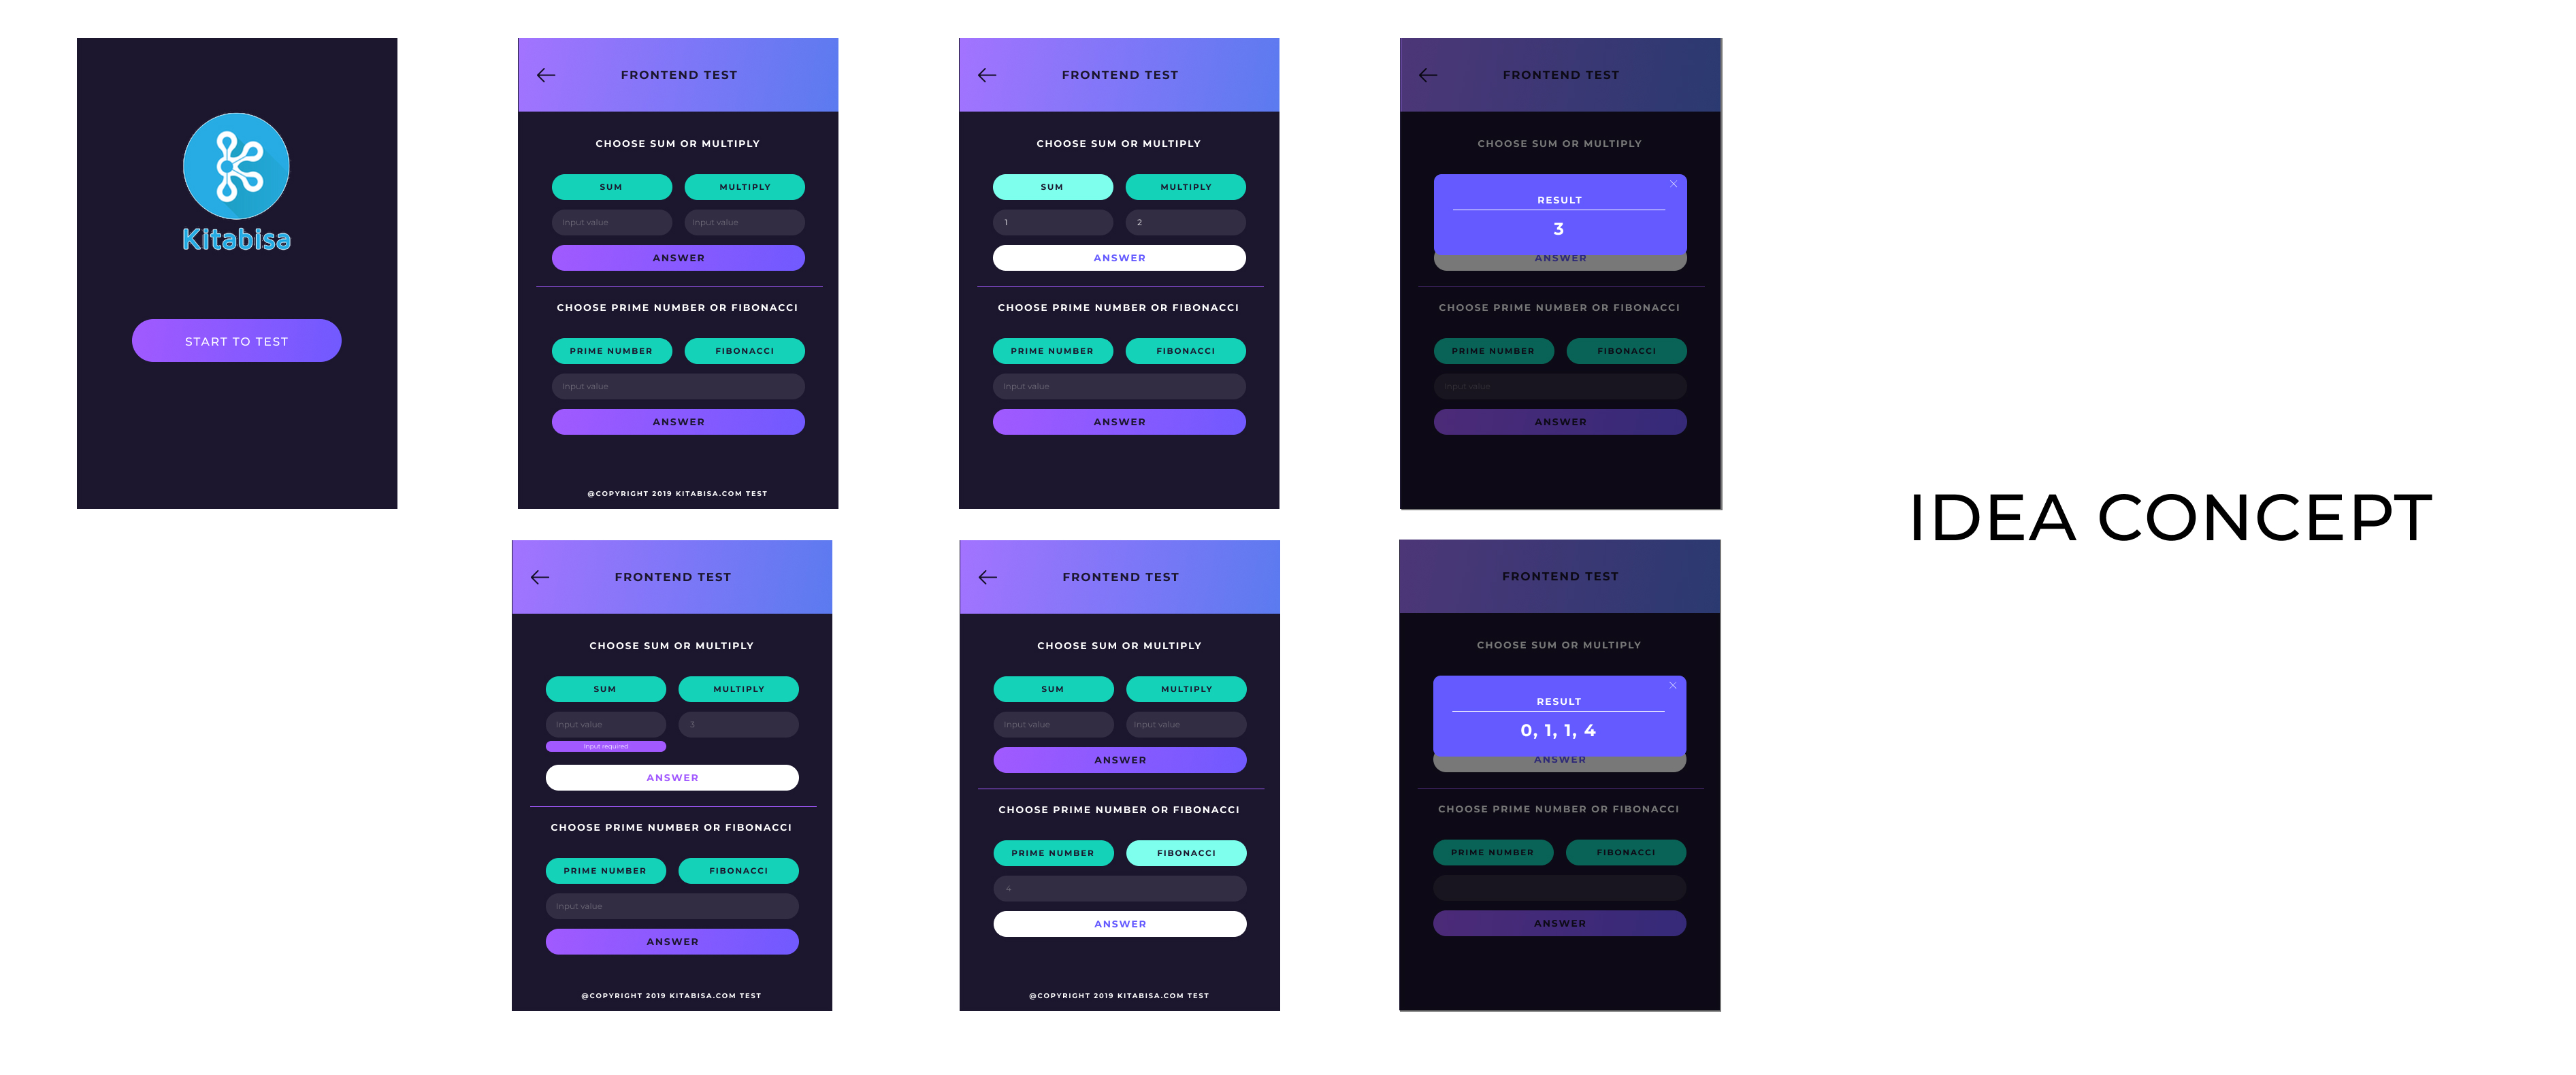 Kitabisa
START TO TEST
FRONTEND TEST
CHOOSE SUM OR MULTIPLY
SUM MULTIPLY
Input value Input value
ANSWER
CHOOSE PRIME NUMBER OR FIBONACCI
PRIME NUMBER FIBONACCI
Input value
ANSWER
@COPYRIGHT 2019 KITABISA.COM TEST
FRONTEND TEST
CHOOSE SUM OR MULTIPLY
SUM MULTIPLY
1 2
ANSWER
CHOOSE PRIME NUMBER OR FIBONACCI
PRIME NUMBER FIBONACCI
Input value
ANSWER
FRONTEND TEST
CHOOSE SUM OR MULTIPLY
RESULT
3
ANSWER
CHOOSE PRIME NUMBER OR FIBONACCI
PRIME NUMBER FIBONACCI
Input value
ANSWER
IDEA CONCEPT
FRONTEND TEST
CHOOSE SUM OR MULTIPLY
SUM MULTIPLY
Input value 3
Input required
ANSWER
CHOOSE PRIME NUMBER OR FIBONACCI
PRIME NUMBER FIBONACCI
Input value
ANSWER
@COPYRIGHT 2019 KITABISA.COM TEST
FRONTEND TEST
CHOOSE SUM OR MULTIPLY
SUM MULTIPLY
Input value Input value
ANSWER
CHOOSE PRIME NUMBER OR FIBONACCI
PRIME NUMBER FIBONACCI
4
ANSWER
@COPYRIGHT 2019 KITABISA.COM TEST
FRONTEND TEST
CHOOSE SUM OR MULTIPLY
RESULT
0, 1, 1, 4
ANSWER
CHOOSE PRIME NUMBER OR FIBONACCI
PRIME NUMBER FIBONACCI
ANSWER